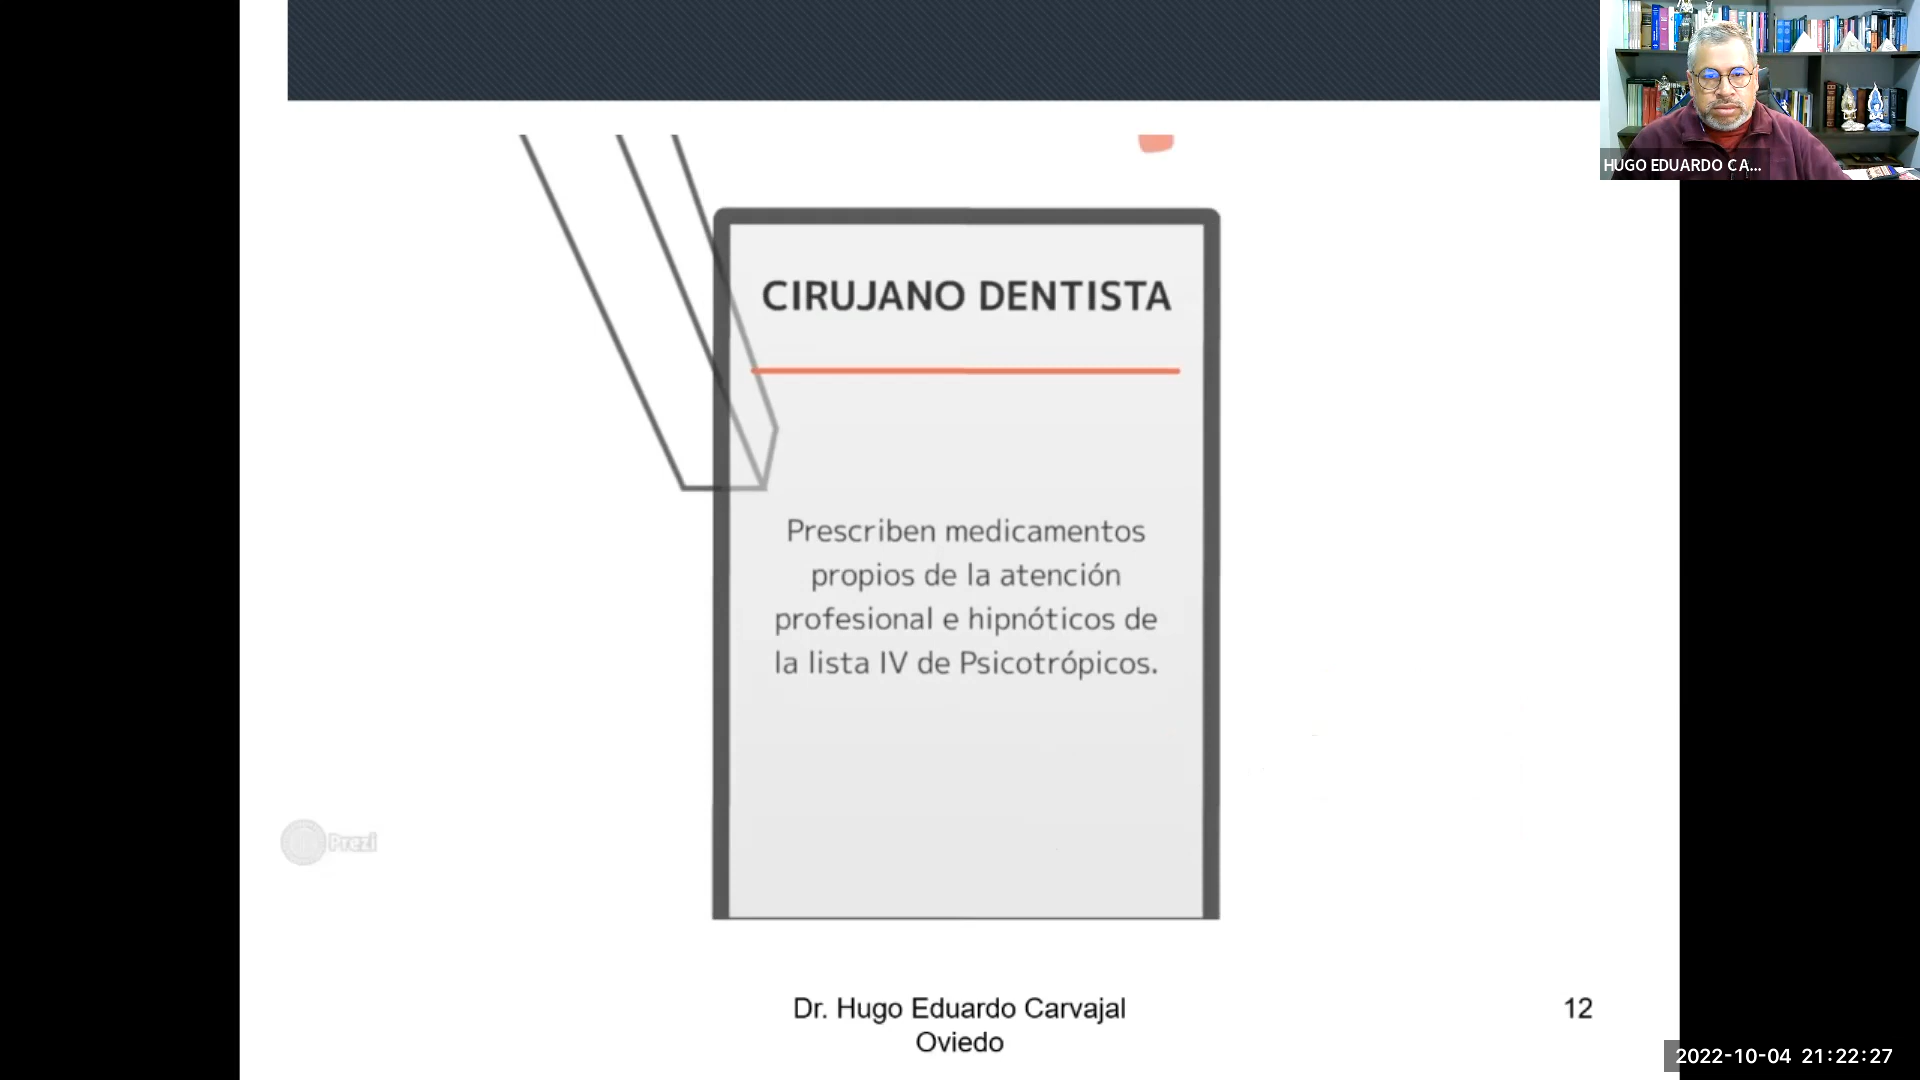 HUGO EDUARDO CA...
CIRUJANO DENTISTA
Prescriben medicamentos
propios de la atención
profesional e hipnóticos de
la lista IV de Psicotrópicos.
Prezi
Dr. Hugo Eduardo Carvajal
Oviedo
12
2022-10-04 21:22:27